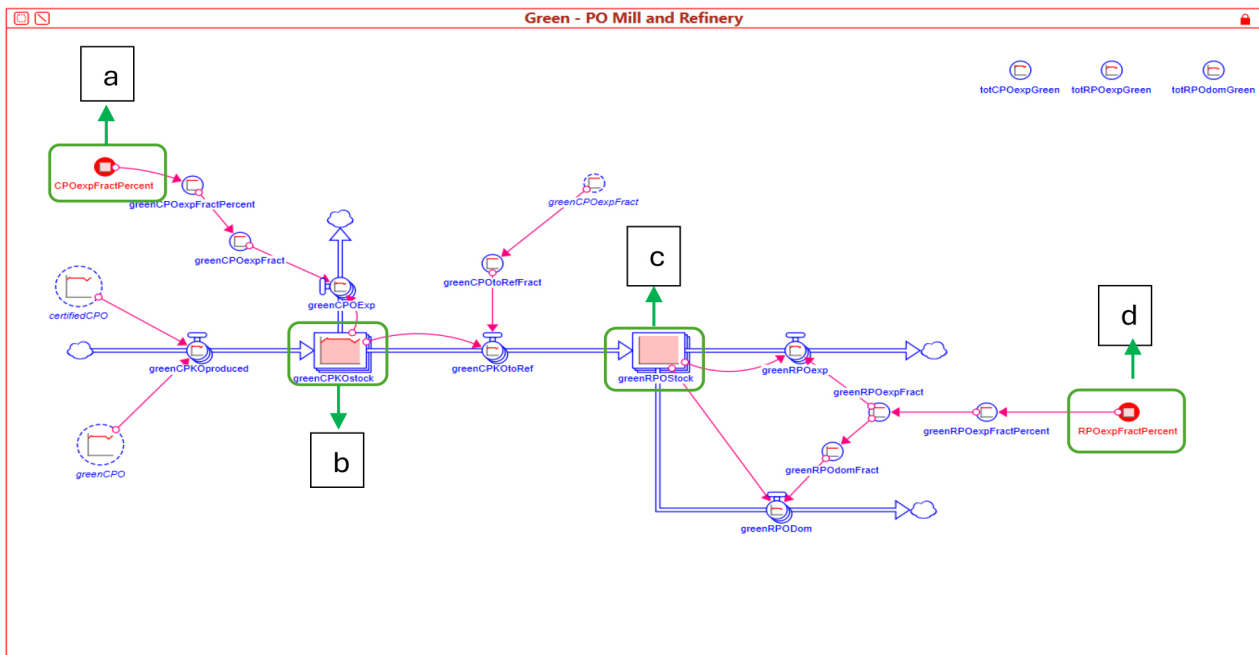 Green - PO Mill and Refinery
a
totCPOexpGreen
totRPOexpGreen
totRPOdomGreen
CPOexpFractPercent
greenCPOexpFractPercent
greenCPOexpFract
greenCPOexpFract
c
greenCPOtoRefFract
greenCPOExp
certifiedCPO
d
greenCPKOproduced
greenCPKOstock
greenCPKOtoRef
greenRPOStock
greenRPOexp
greenRPOexpFract
greenRPOexpFractPercent
RPOexpFractPercent
greenCPO
b
greenRPOdomFract
greenRPODom